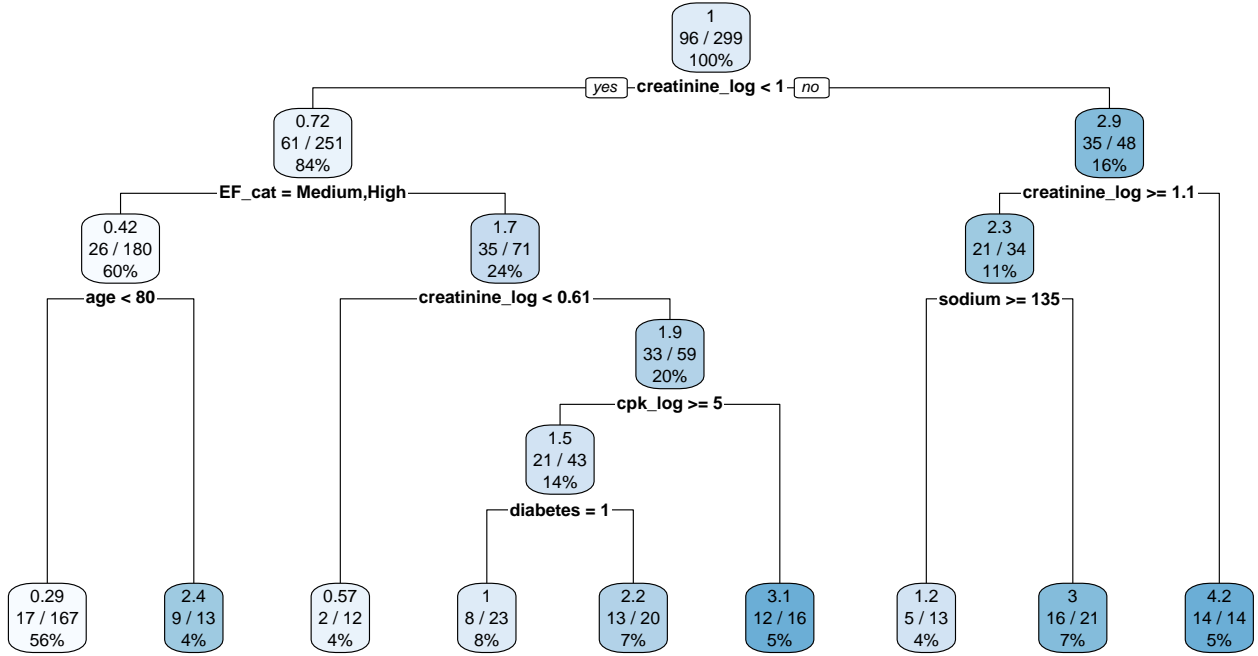 1
96 / 299
100%
yes creatinine_log < 1 no
0.72
61 / 251
84%
2.9
35 / 48
16%
EF_cat = Medium,High
creatinine_log >= 1.1
0.42
26 / 180
60%
1.7
35 / 71
24%
2.3
21 / 34
11%
age < 80
creatinine_log < 0.61
sodium >= 135
1.9
33 / 59
20%
cpk_log >= 5
1.5
21 / 43
14%
diabetes = 1
0.29
17 / 167
56%
2.4
9 / 13
4%
0.57
2 / 12
4%
1
8 / 23
8%
2.2
13 / 20
7%
3.1
12 / 16
5%
1.2
5 / 13
4%
3
16 / 21
7%
4.2
14 / 14
5%